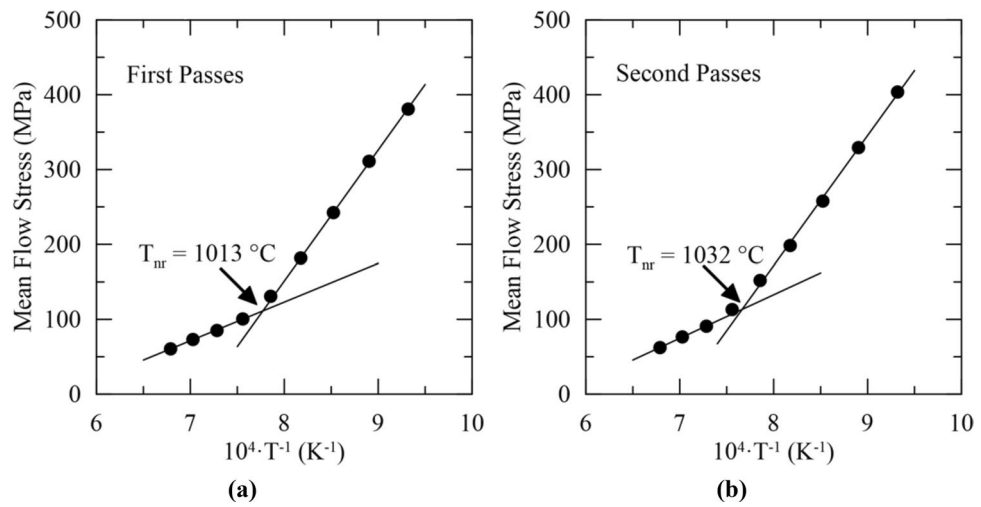 500
400
300
200
100
0
Mean Flow Stress (MPa)
First Passes
Tnr = 1013 °C
6 7 8 9 10
10⁴·T⁻¹ (K⁻¹)
(a)
500
400
300
200
100
0
Mean Flow Stress (MPa)
Second Passes
Tnr = 1032 °C
6 7 8 9 10
10⁴·T⁻¹ (K⁻¹)
(b)